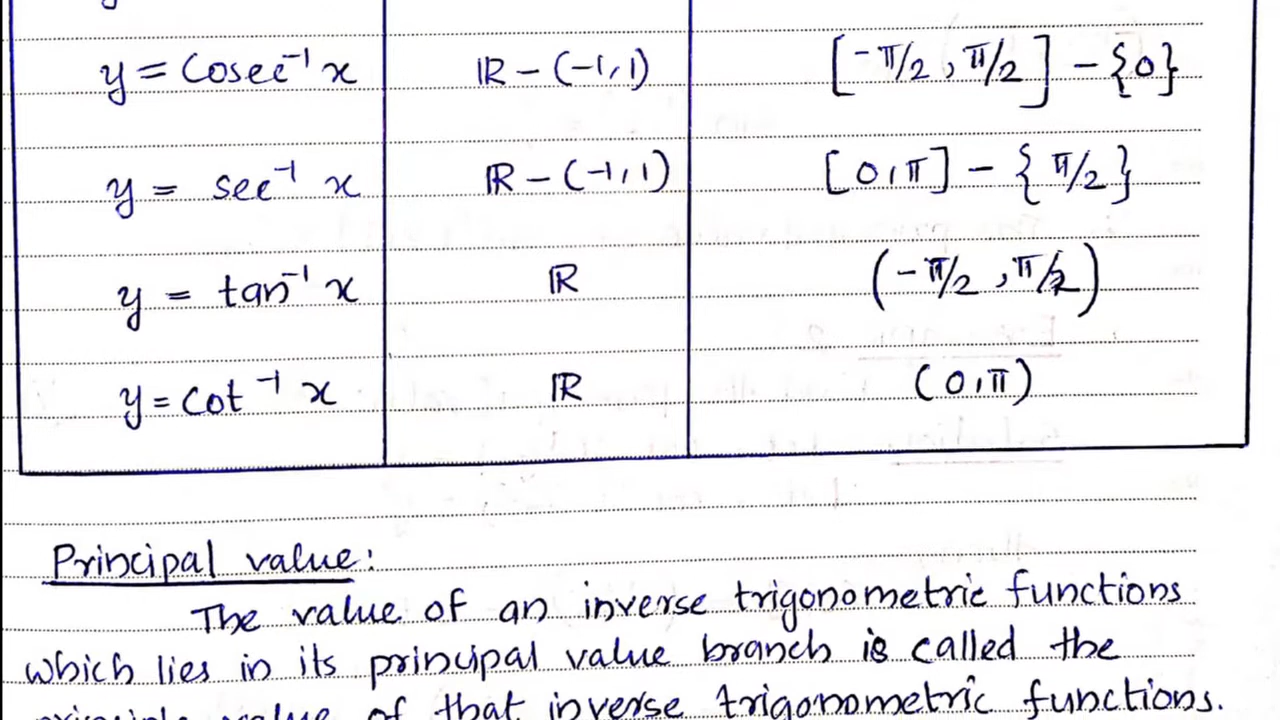 y = Cosec⁻¹ x R – (-1,1) [-π/2, π/2] – {0}
y = sec⁻¹ x R – (-1,1) [0,π] – {π/2}
y = tan⁻¹ x R (-π/2, π/2)
y = cot⁻¹ x R (0,π)
Principal value:
The value of an inverse trigonometric functions
which lies in its principal value branch is called the
value of that inverse trigonometric functions.